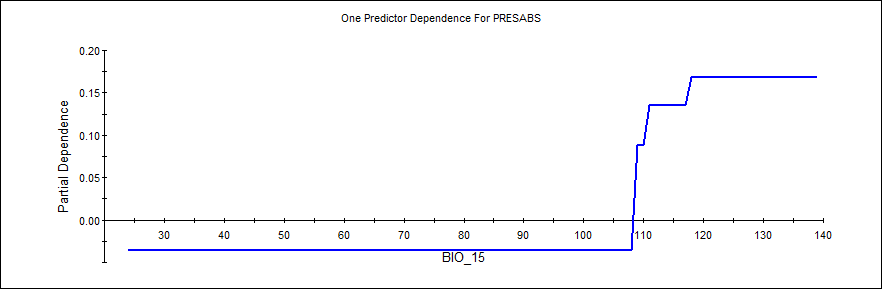 One Predictor Dependence For PRESABS
0.20
0.15
0.10
0.05
0.00
Partial Dependence
30 40 50 60 70 80 90 100 110 120 130 140
BIO_15